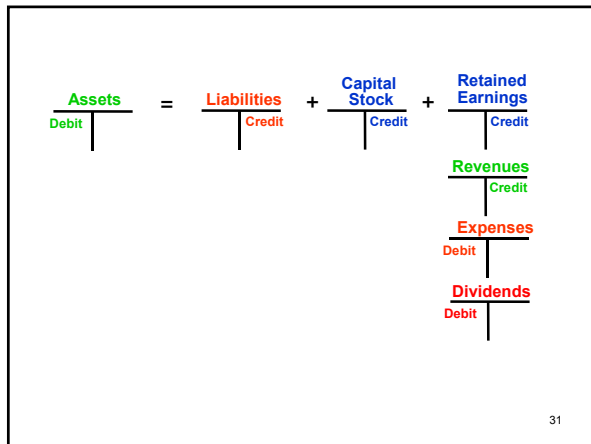 Assets = Liabilities + Capital Stock + Retained Earnings
Debit Credit Credit Credit
Revenues
Credit
Expenses
Debit
Dividends
Debit
31